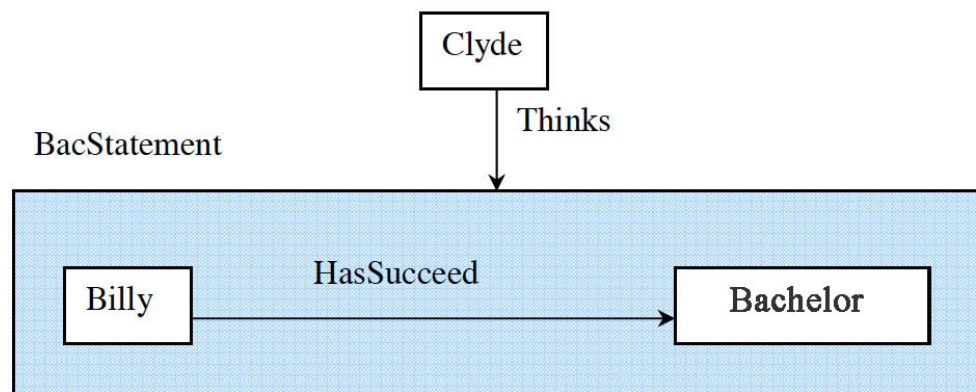 Clyde
Thinks
BacStatement
HasSucceed
Billy
Bachelor